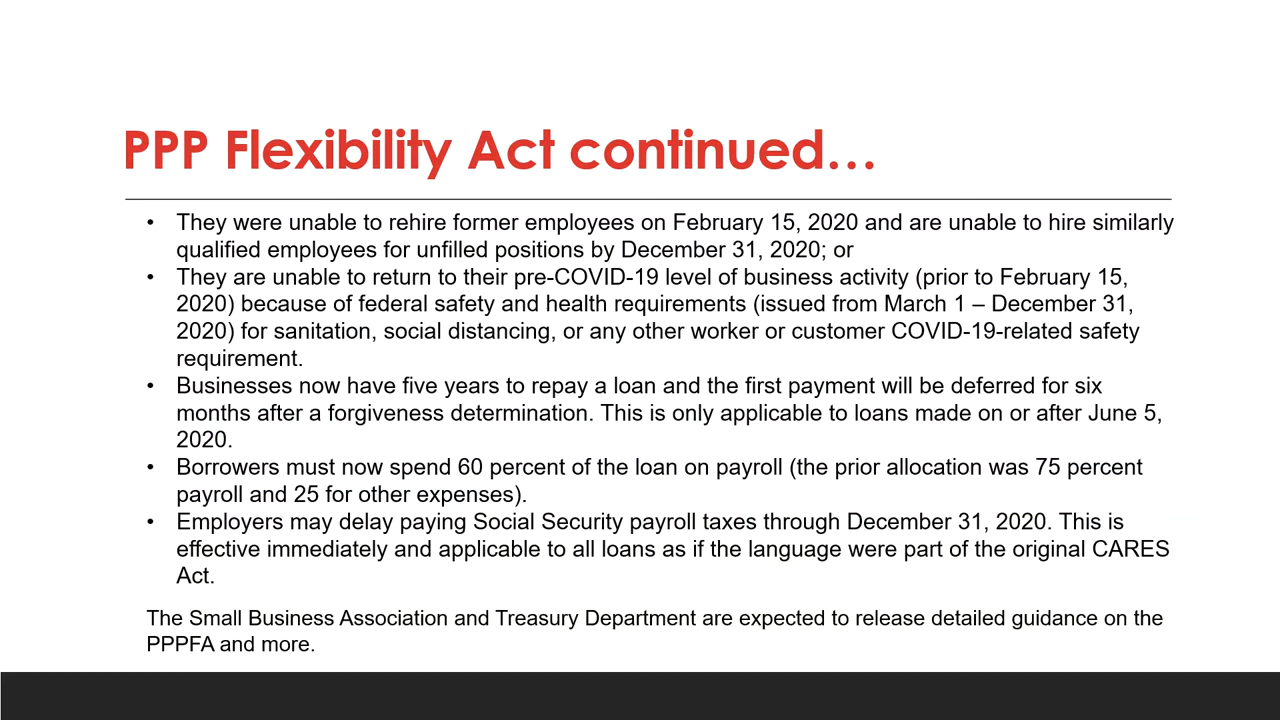 PPP Flexibility Act continued…
• They were unable to rehire former employees on February 15, 2020 and are unable to hire similarly
qualified employees for unfilled positions by December 31, 2020; or
• They are unable to return to their pre-COVID-19 level of business activity (prior to February 15,
2020) because of federal safety and health requirements (issued from March 1 – December 31,
2020) for sanitation, social distancing, or any other worker or customer COVID-19-related safety
requirement.
• Businesses now have five years to repay a loan and the first payment will be deferred for six
months after a forgiveness determination. This is only applicable to loans made on or after June 5,
2020.
• Borrowers must now spend 60 percent of the loan on payroll (the prior allocation was 75 percent
payroll and 25 for other expenses).
• Employers may delay paying Social Security payroll taxes through December 31, 2020. This is
effective immediately and applicable to all loans as if the language were part of the original CARES
Act.
The Small Business Association and Treasury Department are expected to release detailed guidance on the
PPPFA and more.